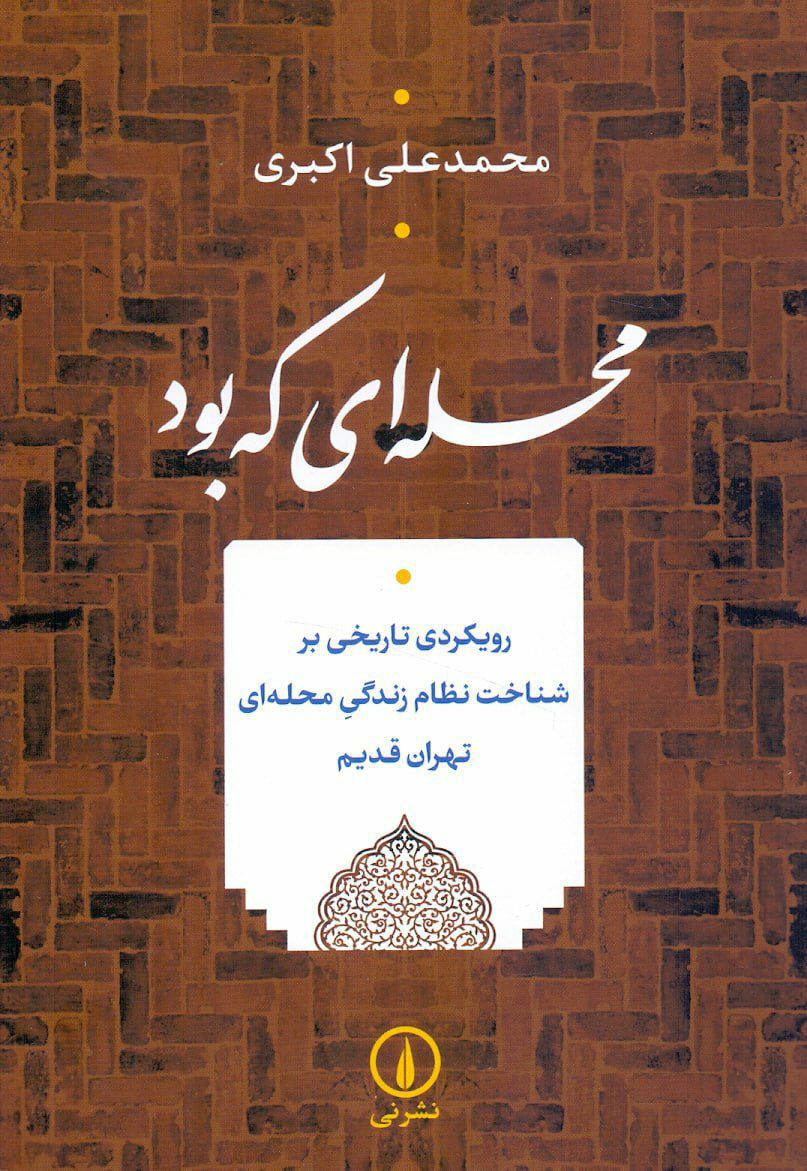 محمدعلی اکبری
محله‌ای که بود
رویکردی تاریخی بر
شناخت نظام زندگیِ محله‌ای
تهران قدیم
نشرنی